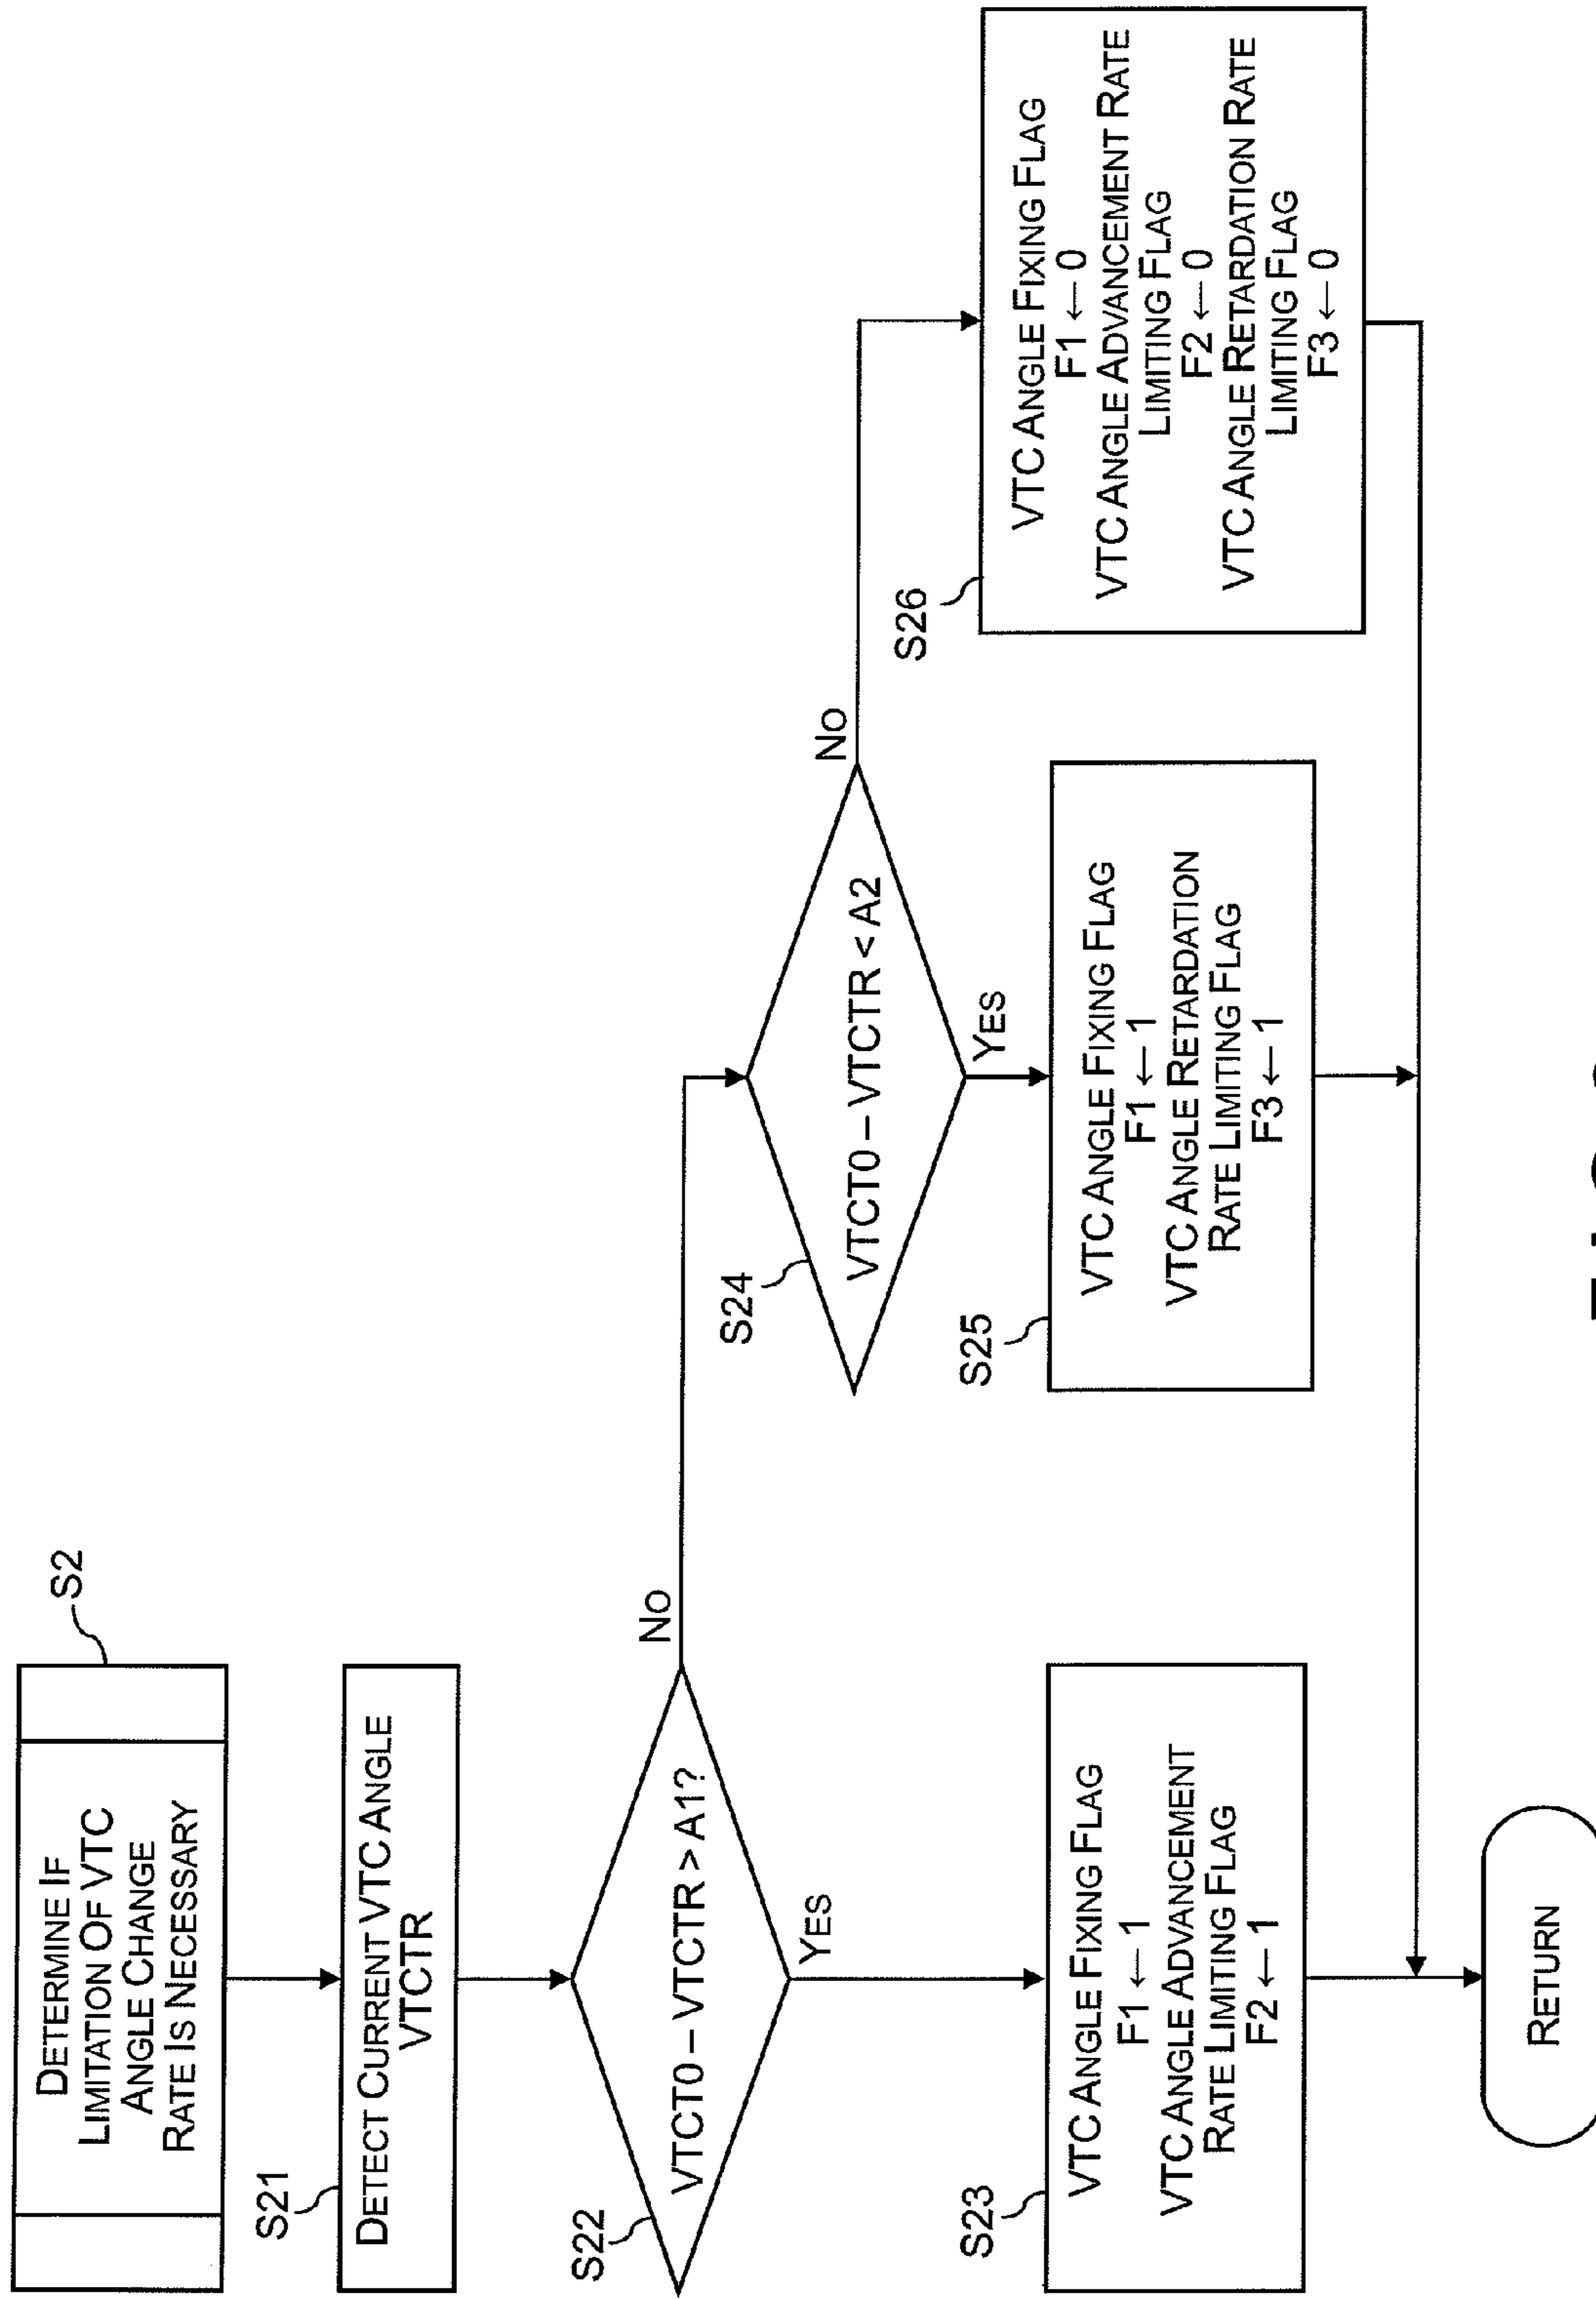 DETERMINE IF
LIMITATION OF VTC
ANGLE CHANGE
RATE IS NECESSARY
S2
S21
DETECT CURRENT VTC ANGLE
VTCTR
S22
VTCT0 – VTCTR > A1?
NO
YES
S23
VTC ANGLE FIXING FLAG
F1 ← 1
VTC ANGLE ADVANCEMENT
RATE LIMITING FLAG
F2 ← 1
S24
VTCT0 – VTCTR < A2
NO
YES
S25
VTC ANGLE FIXING FLAG
F1 ← 1
VTC ANGLE RETARDATION
RATE LIMITING FLAG
F3 ← 1
S26
VTC ANGLE FIXING FLAG
F1 ← 0
VTC ANGLE ADVANCEMENT RATE
LIMITING FLAG
F2 ← 0
VTC ANGLE RETARDATION RATE
LIMITING FLAG
F3 ← 0
RETURN